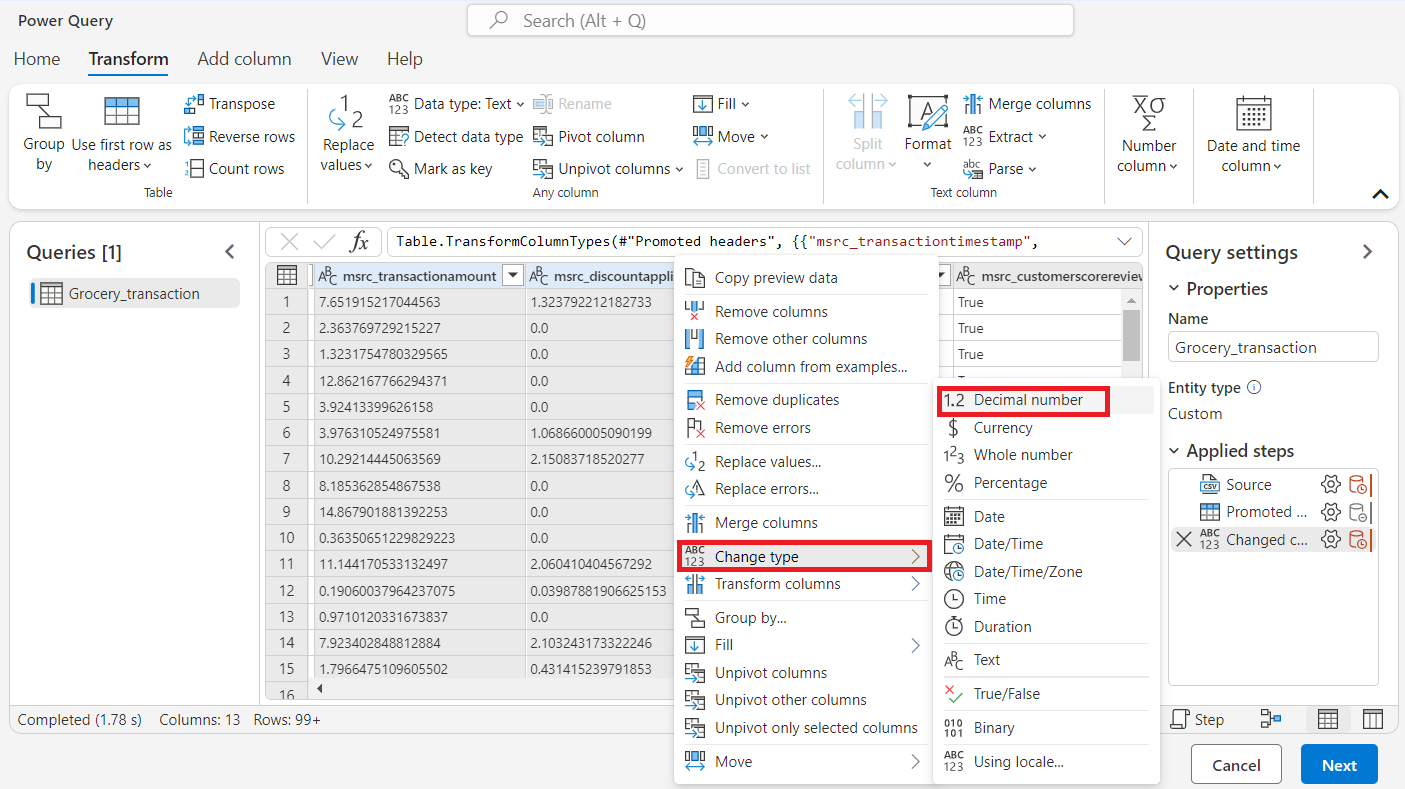 Power Query
Search (Alt + Q)
Home Transform Add column View Help
Group by
Use first row as headers
Transpose
Reverse rows
Count rows
Table
Replace values
Data type: Text
Detect data type
Mark as key
Rename
Pivot column
Unpivot columns
Fill
Move
Convert to list
Any column
Split column
Format
Merge columns
Extract
Parse
Text column
Number column
Date and time column
Queries [1]
Grocery_transaction
fx Table.TransformColumnTypes(#"Promoted headers", {{"msrc_transactiontimestamp",
msrc_transactionamount msrc_discountappli msrc_customerscorereview
1 7.651915217044563 1.323792212182733 True
2 2.363769729215227 0.0 True
3 1.3231754780329565 0.0 True
4 12.862167766294371 0.0
5 3.92413399626158 0.0
6 3.976310524975581 1.068660005090199
7 10.29214445063569 2.15083718520277
8 8.185362854867538 0.0
9 14.867901881392253 0.0
10 0.36350651229829223 0.0
11 11.144170533132497 2.060410404567292
12 0.19060037964237075 0.03987881906625153
13 0.9710120331673837 0.0
14 7.923402848812884 2.103243173322246
15 1.7966475109605502 0.431415239791853
16
Copy preview data
Remove columns
Remove other columns
Add column from examples...
Remove duplicates
Remove errors
Replace values...
Replace errors...
Merge columns
Change type
Transform columns
Group by...
Fill
Unpivot columns
Unpivot other columns
Unpivot only selected columns
Move
1.2 Decimal number
$ Currency
123 Whole number
% Percentage
Date
Date/Time
Date/Time/Zone
Time
Duration
ABC Text
True/False
010 101 Binary
ABC 123 Using locale...
Query settings
Properties
Name
Grocery_transaction
Entity type
Custom
Applied steps
Source
Promoted ...
Changed c...
Completed (1.78 s) Columns: 13 Rows: 99+
Step
Cancel Next